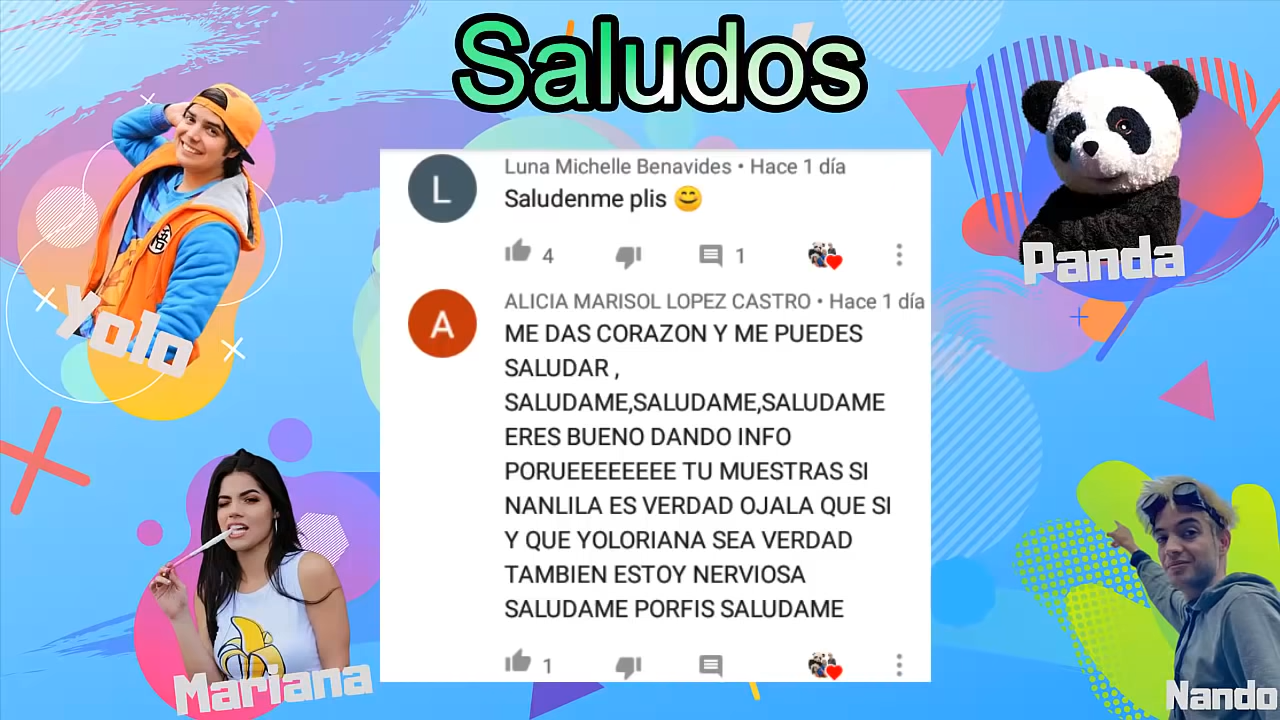 Saludos
Luna Michelle Benavides • Hace 1 día
L
Saludenme plis 😊
4
1
ALICIA MARISOL LOPEZ CASTRO • Hace 1 día
A
ME DAS CORAZON Y ME PUEDES
SALUDAR ,
SALUDAME,SALUDAME,SALUDAME
ERES BUENO DANDO INFO
PORUEEEEEEEE TU MUESTRAS SI
NANLILA ES VERDAD OJALA QUE SI
Y QUE YOLORIANA SEA VERDAD
TAMBIEN ESTOY NERVIOSA
SALUDAME PORFIS SALUDAME
1
Yolo
Panda
Mariana
Nando